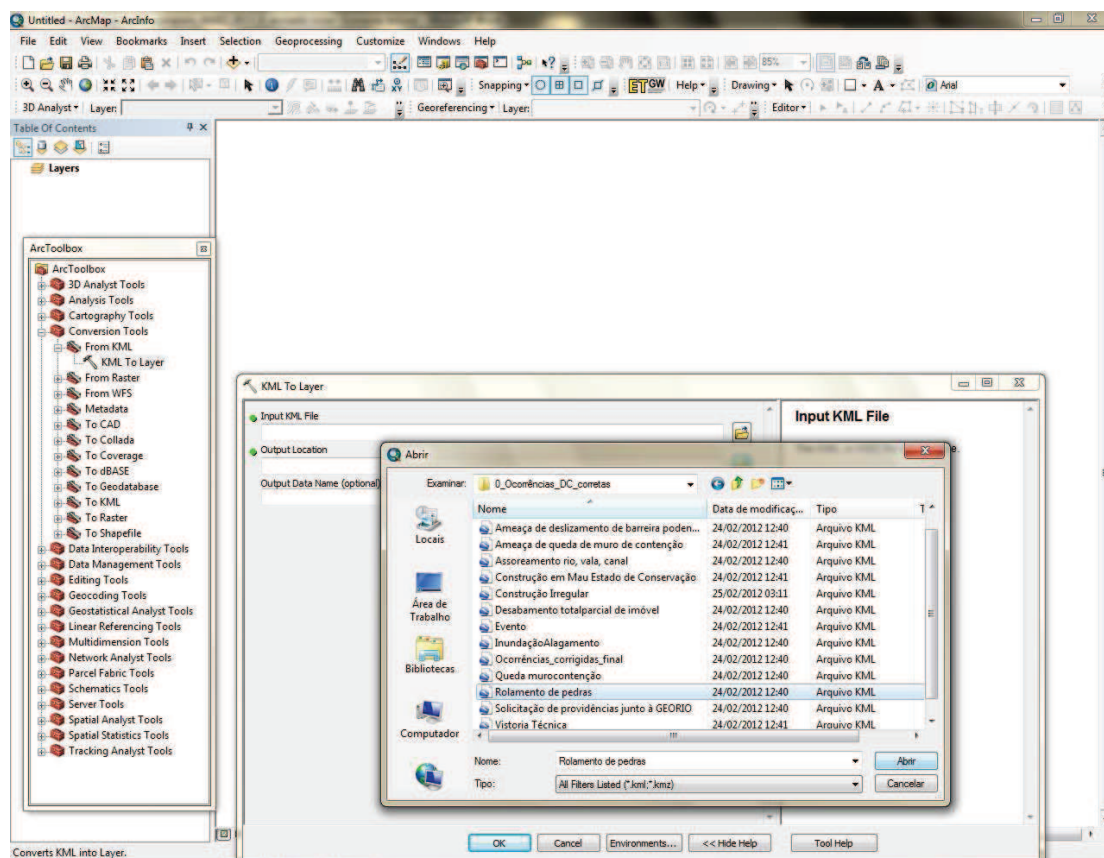 Untitled - ArcMap - ArcInfo
File Edit View Bookmarks Insert Selection Geoprocessing Customize Windows Help
85%
Snapping ET GW Help Drawing A Arial
3D Analyst Layer: Georeferencing Layer: Editor
Table Of Contents
Layers
ArcToolbox
ArcToolbox
3D Analyst Tools
Analysis Tools
Cartography Tools
Conversion Tools
From KML
KML To Layer
From Raster
From WFS
Metadata
To CAD
To Collada
To Coverage
To dBASE
To Geodatabase
To KML
To Raster
To Shapefile
Data Interoperability Tools
Data Management Tools
Editing Tools
Geocoding Tools
Geostatistical Analyst Tools
Linear Referencing Tools
Multidimension Tools
Network Analyst Tools
Parcel Fabric Tools
Schematics Tools
Server Tools
Spatial Analyst Tools
Spatial Statistics Tools
Tracking Analyst Tools
KML To Layer
Input KML File
Output Location
Output Data Name (optional)
Input KML File
Abrir
Examinar: 0_Ocorrências_DC_corretas
Locais
Área de Trabalho
Bibliotecas
Computador
Nome Data de modificaç... Tipo T
Ameaça de deslizamento de barreira poden... 24/02/2012 12:40 Arquivo KML
Ameaça de queda de muro de contenção 24/02/2012 12:41 Arquivo KML
Assoreamento rio, vala, canal 24/02/2012 12:40 Arquivo KML
Construção em Mau Estado de Conservação 24/02/2012 12:41 Arquivo KML
Construção Irregular 25/02/2012 03:11 Arquivo KML
Desabamento totalparcial de imóvel 24/02/2012 12:40 Arquivo KML
Evento 24/02/2012 12:41 Arquivo KML
InundaçãoAlagamento 24/02/2012 12:40 Arquivo KML
Ocorrências_corrigidas_final 24/02/2012 12:40 Arquivo KML
Queda murocontenção 24/02/2012 12:40 Arquivo KML
Rolamento de pedras 24/02/2012 12:40 Arquivo KML
Solicitação de providências junto à GEORIO 24/02/2012 12:40 Arquivo KML
Vistoria Técnica 24/02/2012 12:41 Arquivo KML
Nome: Rolamento de pedras Abrir
Tipo: All Filters Listed (*.kml;*.kmz) Cancelar
OK Cancel Environments... << Hide Help Tool Help
Converts KML into Layer.